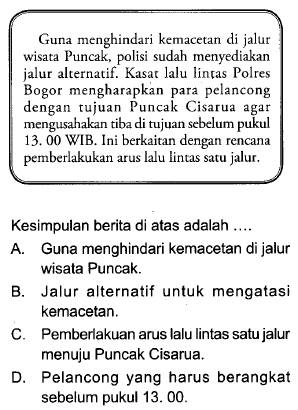 Guna menghindari kemacetan di jalur
wisata Puncak, polisi sudah menyediakan
jalur alternatif. Kasat lalu lintas Polres
Bogor mengharapkan para pelancong
dengan tujuan Puncak Cisarua agar
mengusahakan tiba di tujuan sebelum pukul
13. 00 WIB. Ini berkaitan dengan rencana
pemberlakukan arus lalu lintas satu jalur.
Kesimpulan berita di atas adalah ....
A. Guna menghindari kemacetan di jalur
wisata Puncak.
B. Jalur alternatif untuk mengatasi
kemacetan.
C. Pemberlakuan arus lalu lintas satu jalur
menuju Puncak Cisarua.
D. Pelancong yang harus berangkat
sebelum pukul 13. 00.